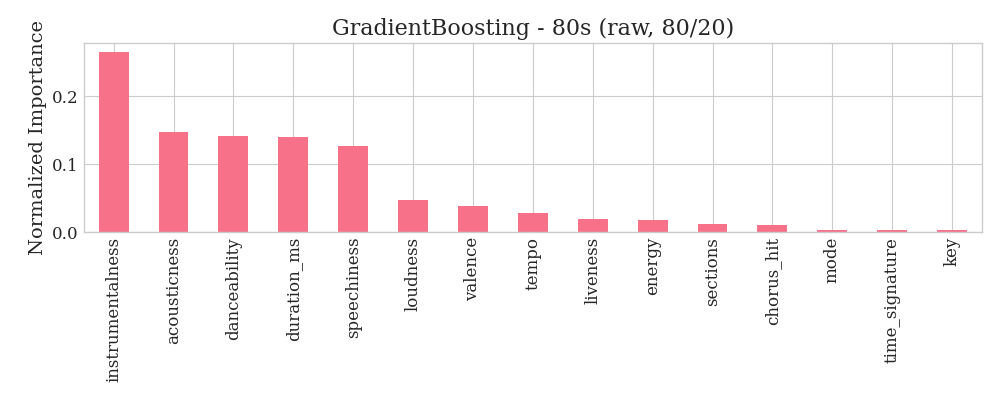 GradientBoosting - 80s (raw, 80/20)
Normalized Importance
0.2
0.1
0.0
instrumentalness
acousticness
danceability
duration_ms
speechiness
loudness
valence
tempo
liveness
energy
sections
chorus_hit
mode
time_signature
key